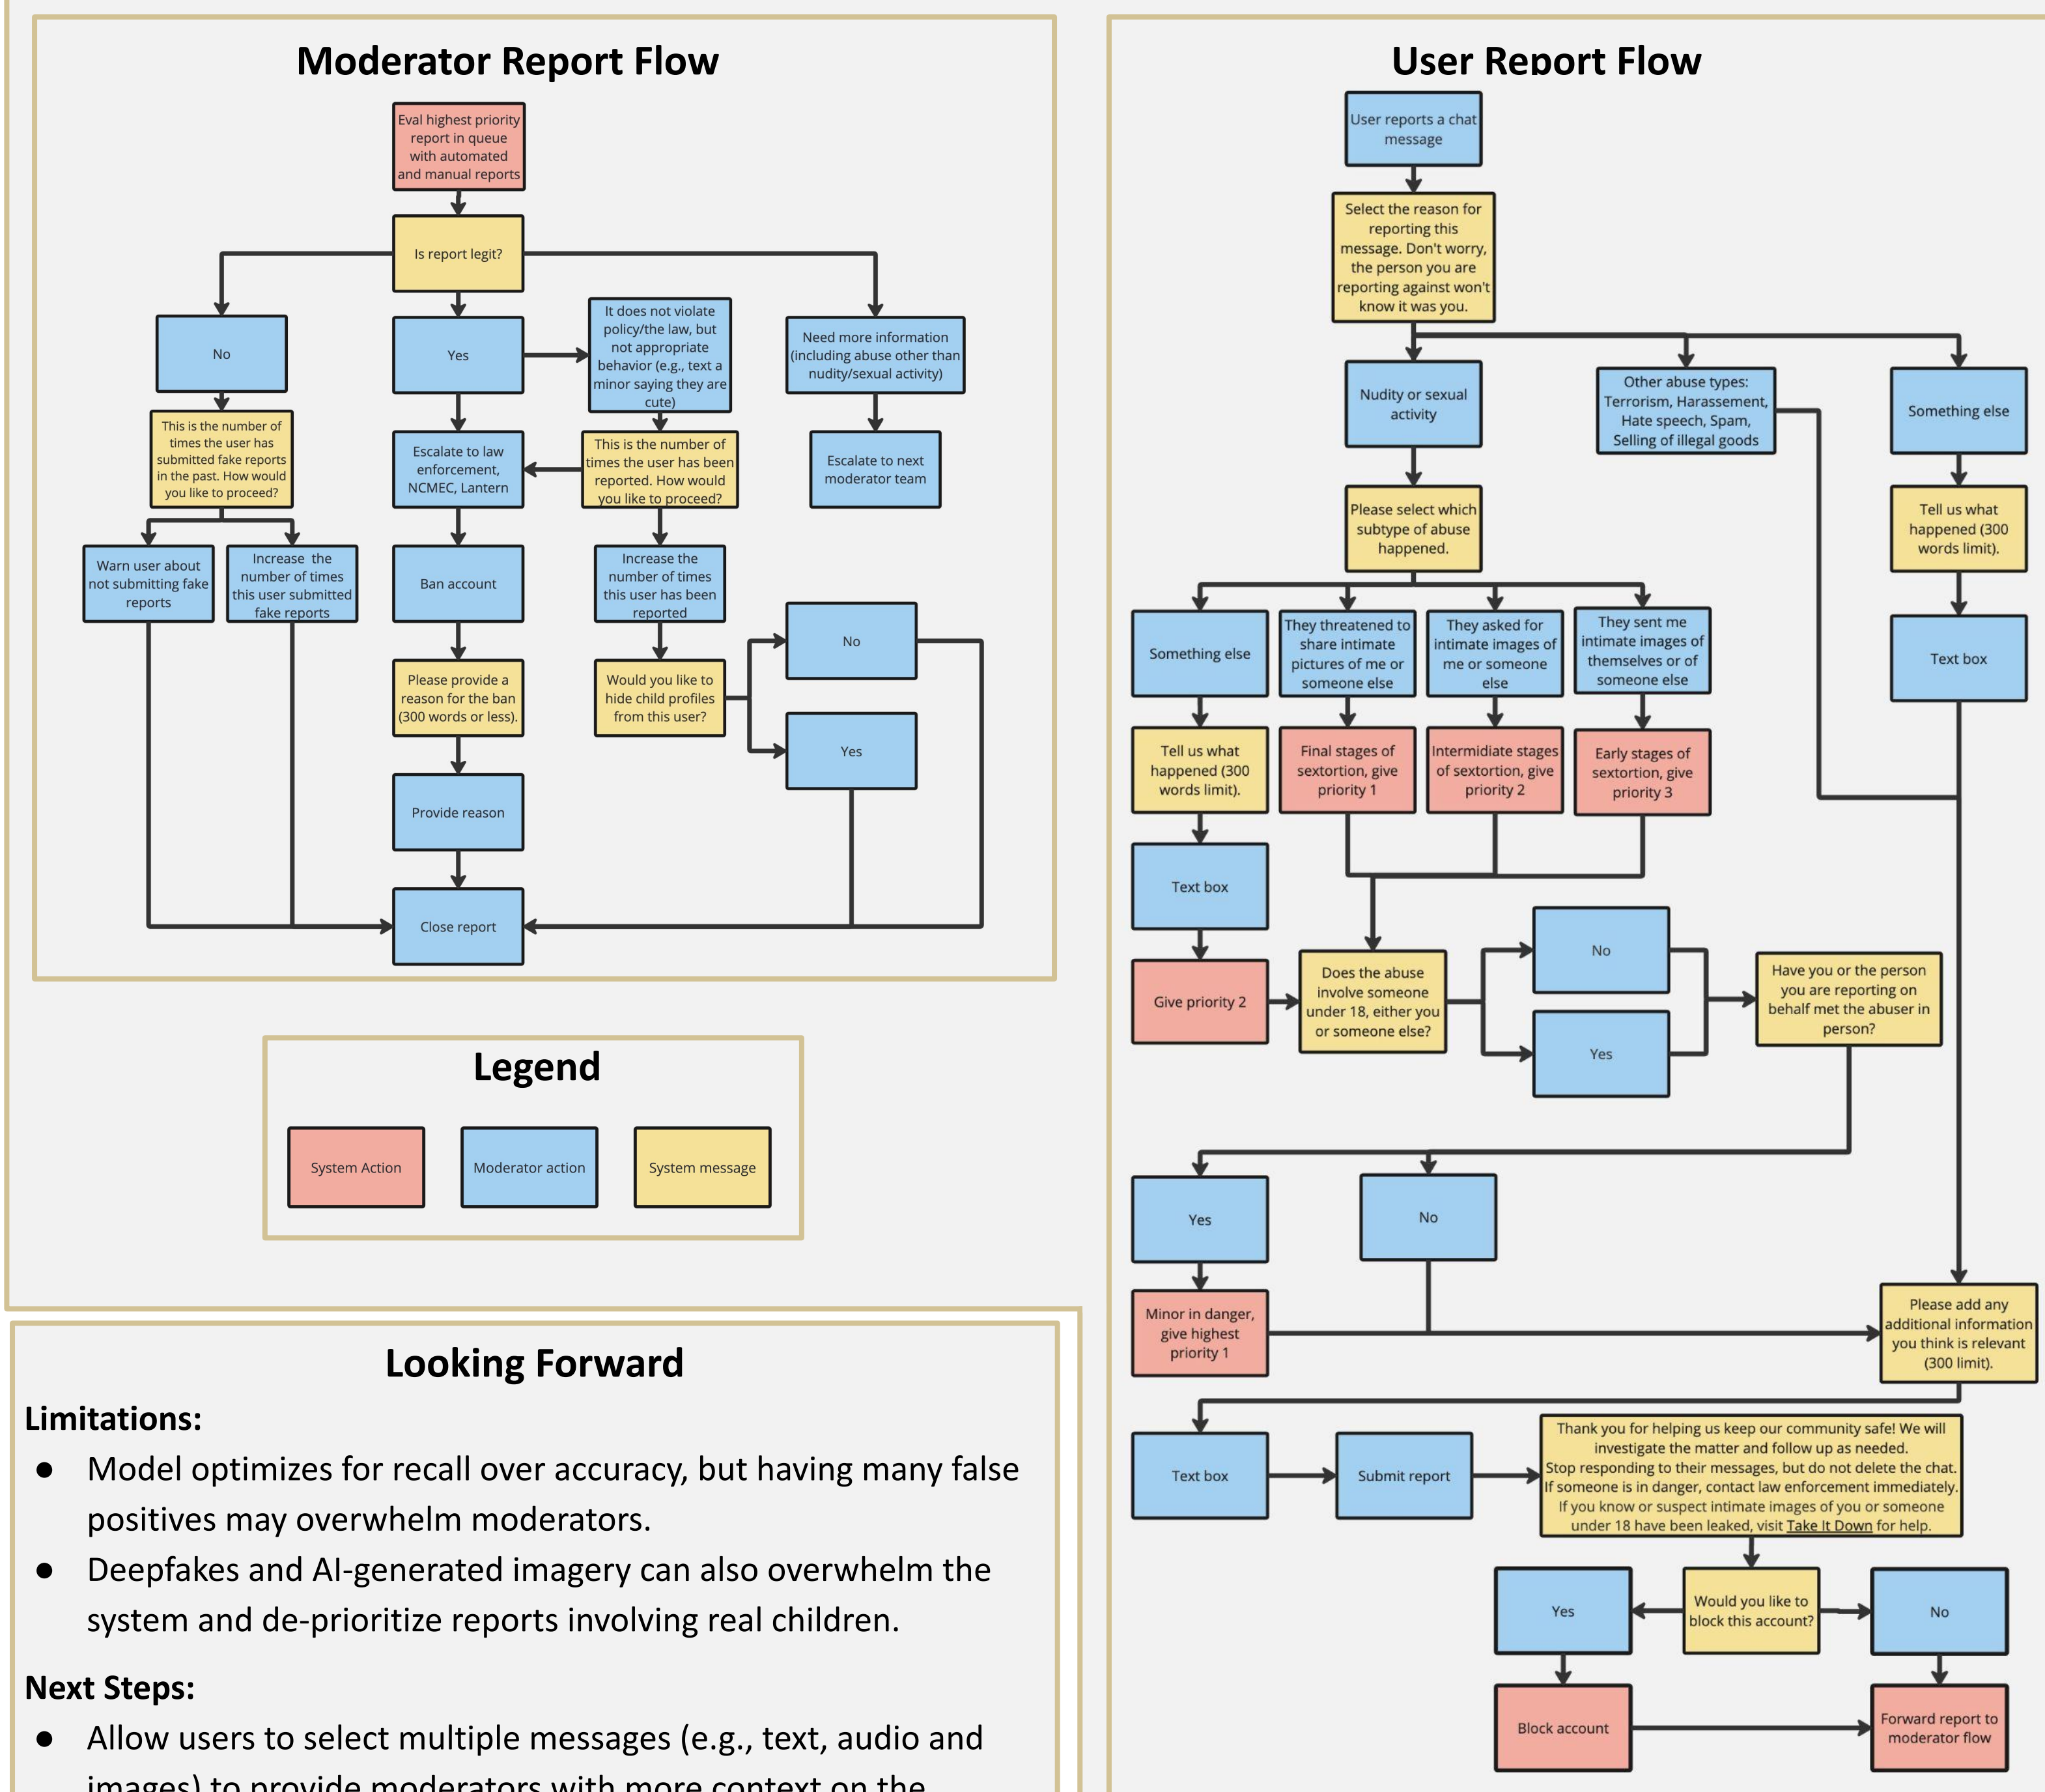 Moderator Report Flow
Eval highest priority
report in queue
with automated
and manual reports
Is report legit?
No
Yes
It does not violate
policy/the law, but
not appropriate
behavior (e.g., text a
minor saying they are
cute)
Need more information
(including abuse other than
nudity/sexual activity)
This is the number of
times the user has
submitted fake reports
in the past. How would
you like to proceed?
Escalate to law
enforcement,
NCMEC, Lantern
This is the number of
times the user has been
reported. How would
you like to proceed?
Escalate to next
moderator team
Warn user about
not submitting fake
reports
Increase the
number of times
this user submitted
fake reports
Ban account
Increase the
number of times
this user has been
reported
Please provide a
reason for the ban
(300 words or less).
Would you like to
hide child profiles
from this user?
No
Yes
Provide reason
Close report
Legend
System Action
Moderator action
System message
Looking Forward
Limitations:
● Model optimizes for recall over accuracy, but having many false
positives may overwhelm moderators.
● Deepfakes and AI-generated imagery can also overwhelm the
system and de-prioritize reports involving real children.
Next Steps:
● Allow users to select multiple messages (e.g., text, audio and
images) to provide moderators with more context on the
User Report Flow
User reports a chat
message
Select the reason for
reporting this
message. Don't worry,
the person you are
reporting against won't
know it was you.
Nudity or sexual
activity
Other abuse types:
Terrorism, Harassement,
Hate speech, Spam,
Selling of illegal goods
Something else
Please select which
subtype of abuse
happened.
Tell us what
happened (300
words limit).
Text box
Something else
They threatened to
share intimate
pictures of me or
someone else
They asked for
intimate images of
me or someone
else
They sent me
intimate images of
themselves or of
someone else
Tell us what
happened (300
words limit).
Final stages of
sextortion, give
priority 1
Intermidiate stages
of sextortion, give
priority 2
Early stages of
sextortion, give
priority 3
Text box
Give priority 2
Does the abuse
involve someone
under 18, either you
or someone else?
No
Yes
Have you or the person
you are reporting on
behalf met the abuser in
person?
Yes
No
Minor in danger,
give highest
priority 1
Please add any
additional information
you think is relevant
(300 limit).
Text box
Submit report
Thank you for helping us keep our community safe! We will
investigate the matter and follow up as needed.
Stop responding to their messages, but do not delete the chat.
If someone is in danger, contact law enforcement immediately.
If you know or suspect intimate images of you or someone
under 18 have been leaked, visit Take It Down for help.
Yes
Would you like to
block this account?
No
Block account
Forward report to
moderator flow